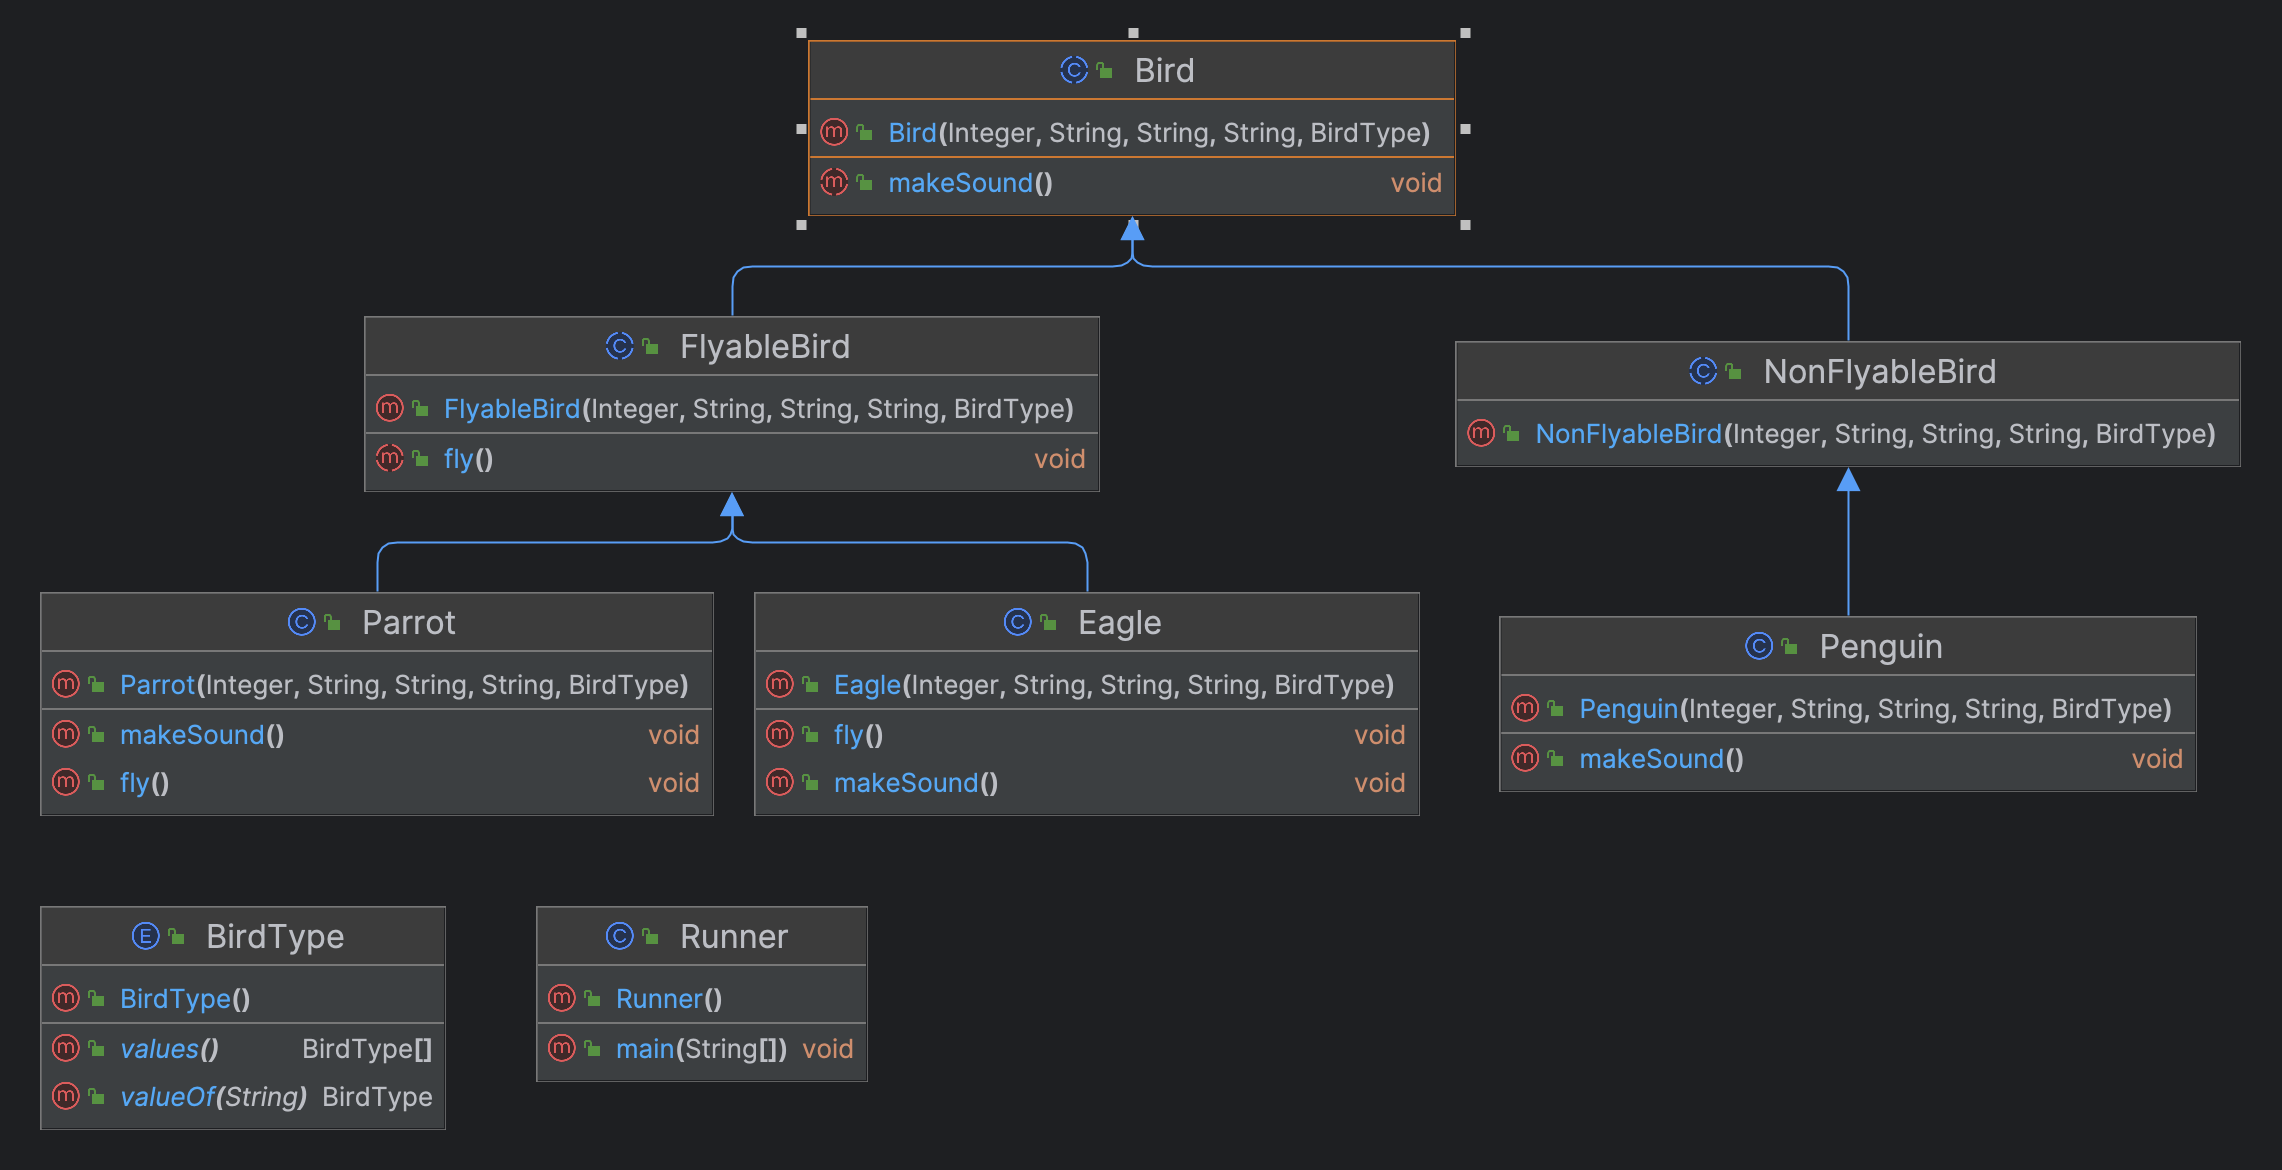 Bird
Bird(Integer, String, String, String, BirdType)
makeSound() void
FlyableBird
FlyableBird(Integer, String, String, String, BirdType)
fly() void
NonFlyableBird
NonFlyableBird(Integer, String, String, String, BirdType)
Parrot
Parrot(Integer, String, String, String, BirdType)
makeSound() void
fly() void
Eagle
Eagle(Integer, String, String, String, BirdType)
fly() void
makeSound() void
Penguin
Penguin(Integer, String, String, String, BirdType)
makeSound() void
BirdType
BirdType()
values() BirdType[]
valueOf(String) BirdType
Runner
Runner()
main(String[]) void